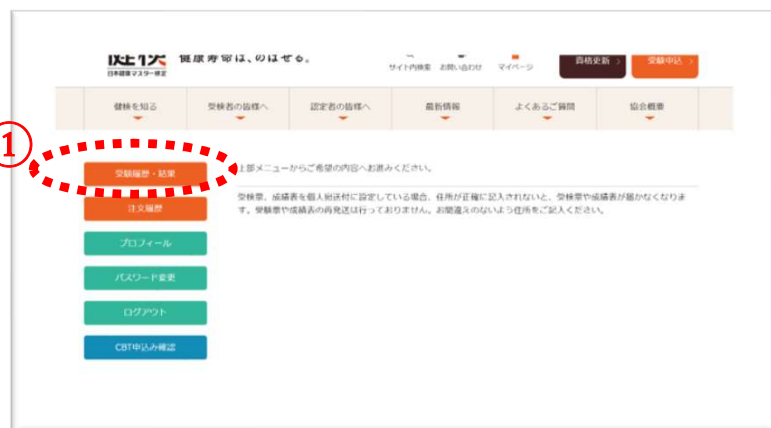 日本健康マスター検定
健康寿命は、のばせる。
サイト内検索 お問い合わせ マイページ
資格更新 >
受験申込 >
健検を知る 受検者の皆様へ 認定者の皆様へ 最新情報 よくあるご質問 協会概要
①
受験履歴・結果
上部メニューからご希望の内容へお進みください。
注文履歴
受検票、成績表を個人宛送付に設定している場合、住所が正確に記入されないと、受検票や成績表が届かなくなりま
す。受験票や成績表の再発送は行っておりません。お間違えのないよう住所をご記入ください。
プロフィール
パスワード変更
ログアウト
CBT申込み確認